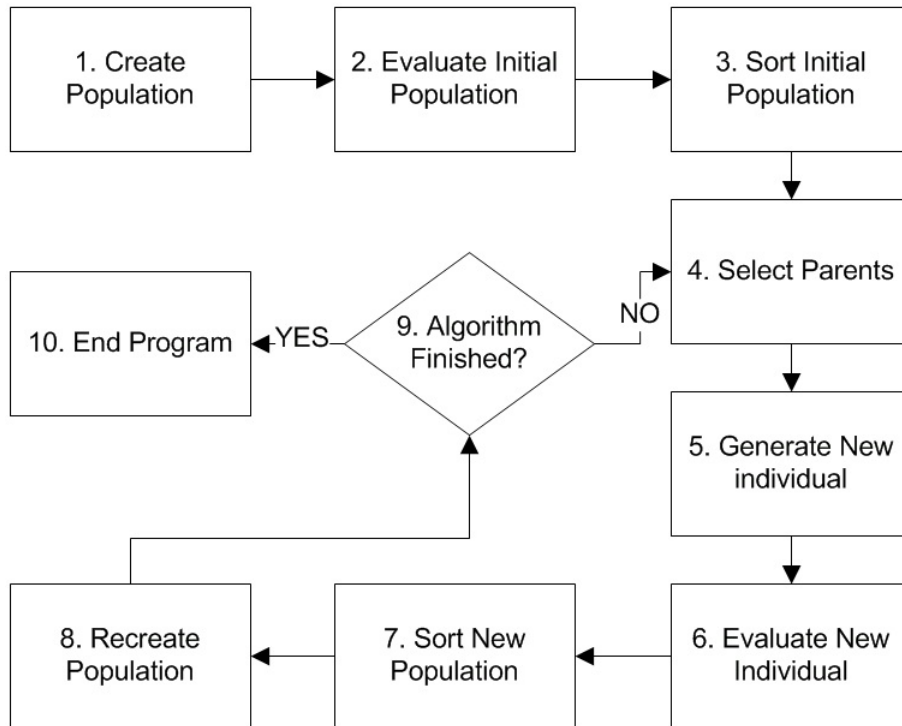 1. Create
Population
2. Evaluate Initial
Population
3. Sort Initial
Population
4. Select Parents
5. Generate New
individual
6. Evaluate New
Individual
7. Sort New
Population
8. Recreate
Population
9. Algorithm
Finished?
NO
YES
10. End Program